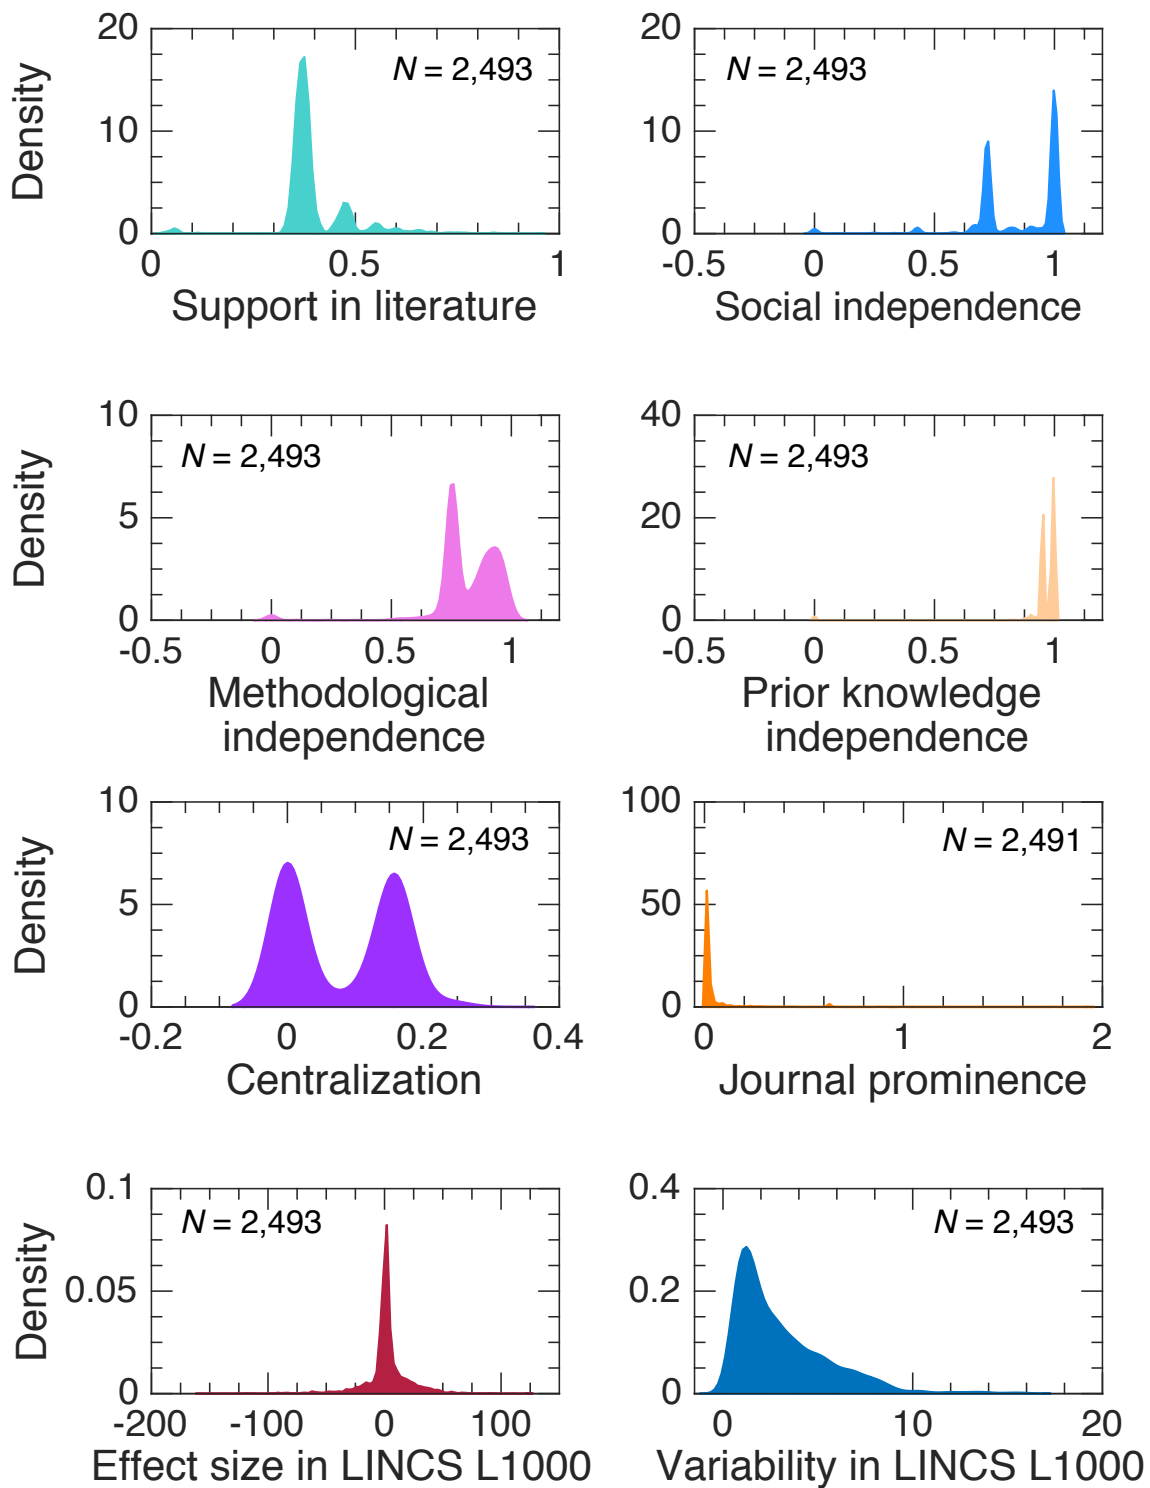 20
10
0
Density
N = 2,493
0
0.5
1
Support in literature
20
10
0
N = 2,493
-0.5
0
0.5
1
Social independence
10
5
0
Density
N = 2,493
-0.5
0
0.5
1
Methodological
independence
40
20
0
N = 2,493
-0.5
0
0.5
1
Prior knowledge
independence
10
5
0
Density
N = 2,493
-0.2
0
0.2
0.4
Centralization
100
50
0
N = 2,491
0
1
2
Journal prominence
0.1
0.05
0
Density
N = 2,493
-200
-100
0
100
Effect size in LINCS L1000
0.4
0.2
0
N = 2,493
0
10
20
Variability in LINCS L1000